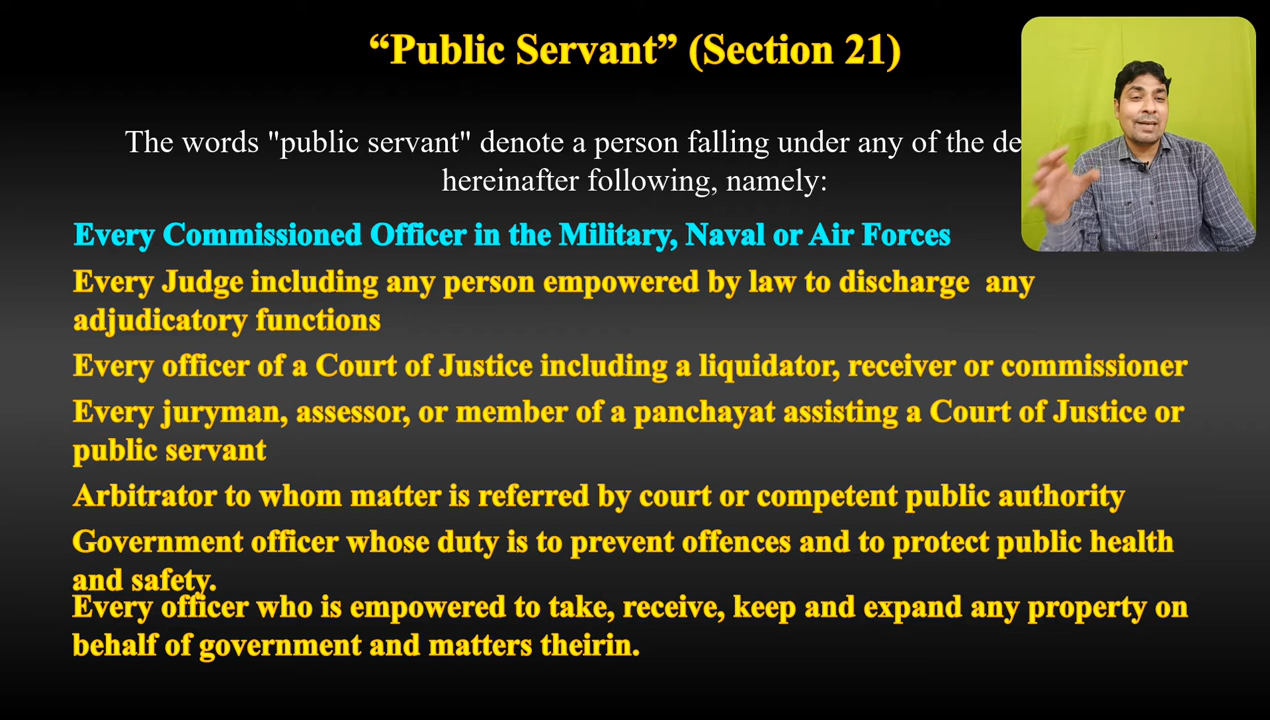 “Public Servant” (Section 21)
The words "public servant" denote a person falling under any of the
hereinafter following, namely:
Every Commissioned Officer in the Military, Naval or Air Forces
Every Judge including any person empowered by law to discharge any
adjudicatory functions
Every officer of a Court of Justice including a liquidator, receiver or commissioner
Every juryman, assessor, or member of a panchayat assisting a Court of Justice or
public servant
Arbitrator to whom matter is referred by court or competent public authority
Government officer whose duty is to prevent offences and to protect public health
and safety.
Every officer who is empowered to take, receive, keep and expand any property on
behalf of government and matters theirin.